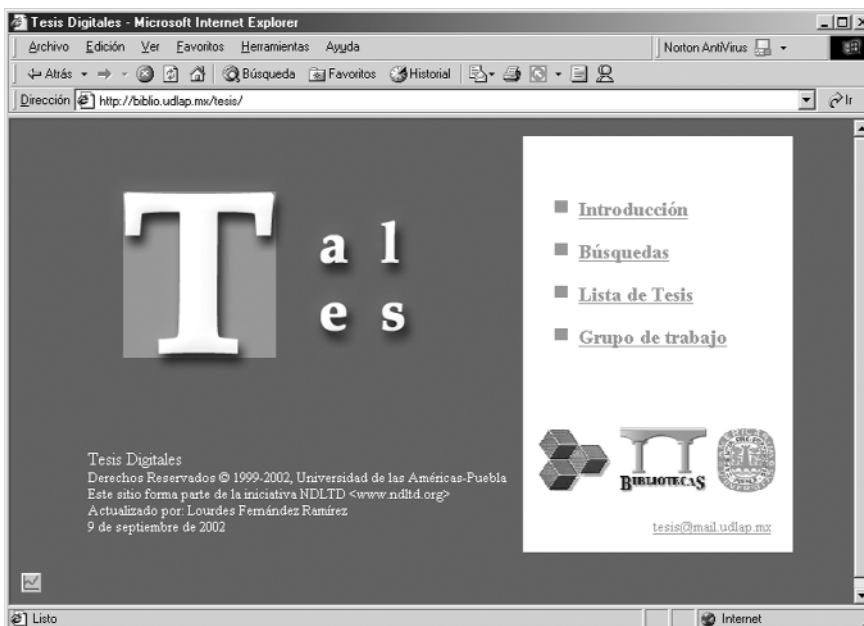 Tesis Digitales - Microsoft Internet Explorer
Archivo Edición Ver Favoritos Herramientas Ayuda Norton AntiVirus
Atrás Búsqueda Favoritos Historial
Dirección http://biblio.udlap.mx/tesis/ Ir
T a l
e s
Introducción
Búsquedas
Lista de Tesis
Grupo de trabajo
BIBLIOTECAS
tesis@mail.udlap.mx
Tesis Digitales
Derechos Reservados © 1999-2002, Universidad de las Américas-Puebla
Este sitio forma parte de la iniciativa NDLTD <www.ndltd.org>
Actualizado por: Lourdes Fernández Ramírez
9 de septiembre de 2002
Listo Internet